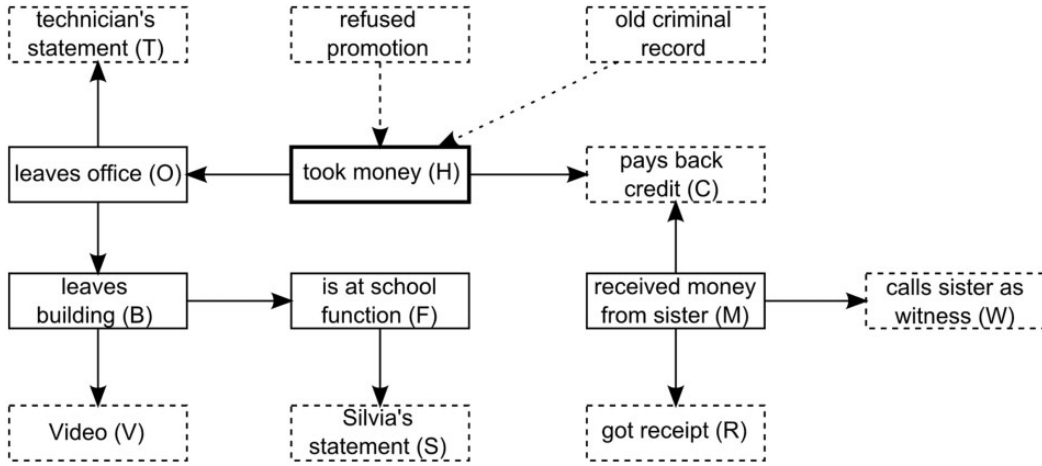 technician's
statement (T)
refused
promotion
old criminal
record
leaves office (O)
took money (H)
pays back
credit (C)
leaves
building (B)
is at school
function (F)
received money
from sister (M)
calls sister as
witness (W)
Video (V)
Silvia's
statement (S)
got receipt (R)